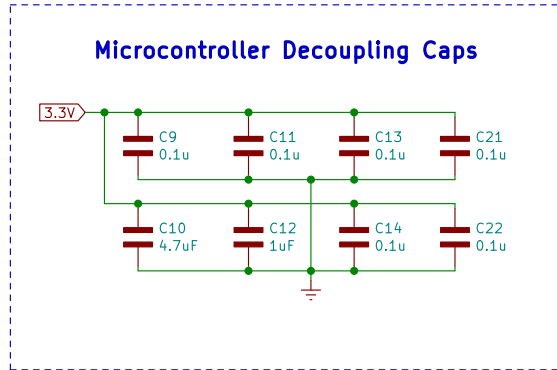 Microcontroller Decoupling Caps
3.3V
C9
0.1u
C11
0.1u
C13
0.1u
C21
0.1u
C10
4.7uF
C12
1uF
C14
0.1u
C22
0.1u